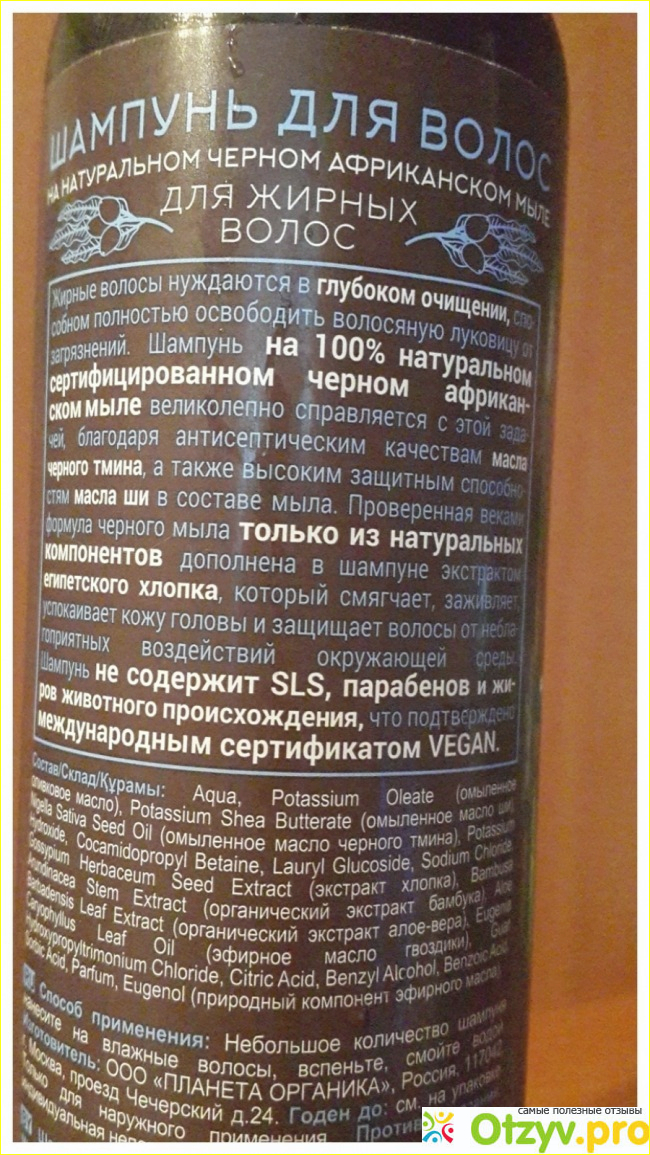 ШАМПУНЬ ДЛЯ ВОЛОС
НА НАТУРАЛЬНОМ ЧЕРНОМ АФРИКАНСКОМ МЫЛЕ
ДЛЯ ЖИРНЫХ
ВОЛОС
Жирные волосы нуждаются в глубоком очищении, спо-
собном полностью освободить волосяную луковицу от
загрязнений. Шампунь на 100% натуральном
сертифицированном черном африкан-
ском мыле великолепно справляется с этой зада-
чей, благодаря антисептическим качествам масла
черного тмина, а также высоким защитным способно-
стям масла ши в составе мыла. Проверенная веками
формула черного мыла только из натуральных
компонентов дополнена в шампуне экстрактом
египетского хлопка, который смягчает, заживляет,
успокаивает кожу головы и защищает волосы от небла-
гоприятных воздействий окружающей среды.
Шампунь не содержит SLS, парабенов и жи-
ров животного происхождения, что подтверждено
международным сертификатом VEGAN.
Состав/Склад/Құрамы: Aqua, Potassium Oleate (омыленное
оливковое масло), Potassium Shea Butterate (омыленное масло ши),
Nigella Sativa Seed Oil (омыленное масло черного тмина), Potassium
Hydroxide, Cocamidopropyl Betaine, Lauryl Glucoside, Sodium Chloride,
Gossypium Herbaceum Seed Extract (экстракт хлопка), Bambusa
Arundinacea Stem Extract (органический экстракт бамбука), Aloe
Barbadensis Leaf Extract (органический экстракт алое-вера), Eugenia
Caryophyllus Leaf Oil (эфирное масло гвоздики), Guar
Hydroxypropyltrimonium Chloride, Citric Acid, Benzyl Alcohol, Benzoic Acid,
Sorbic Acid, Parfum, Eugenol (природный компонент эфирного масла)
Способ применения: Небольшое количество шампуня
нанесите на влажные волосы, вспеньте, смойте водой
Изготовитель: ООО «ПЛАНЕТА ОРГАНИКА», Россия, 117042
г. Москва, проезд Чечерский д.24. Годен до: см. на упаковке
Только для наружного применения
индивидуальная
самые полезные отзывы
Otzyv.pro